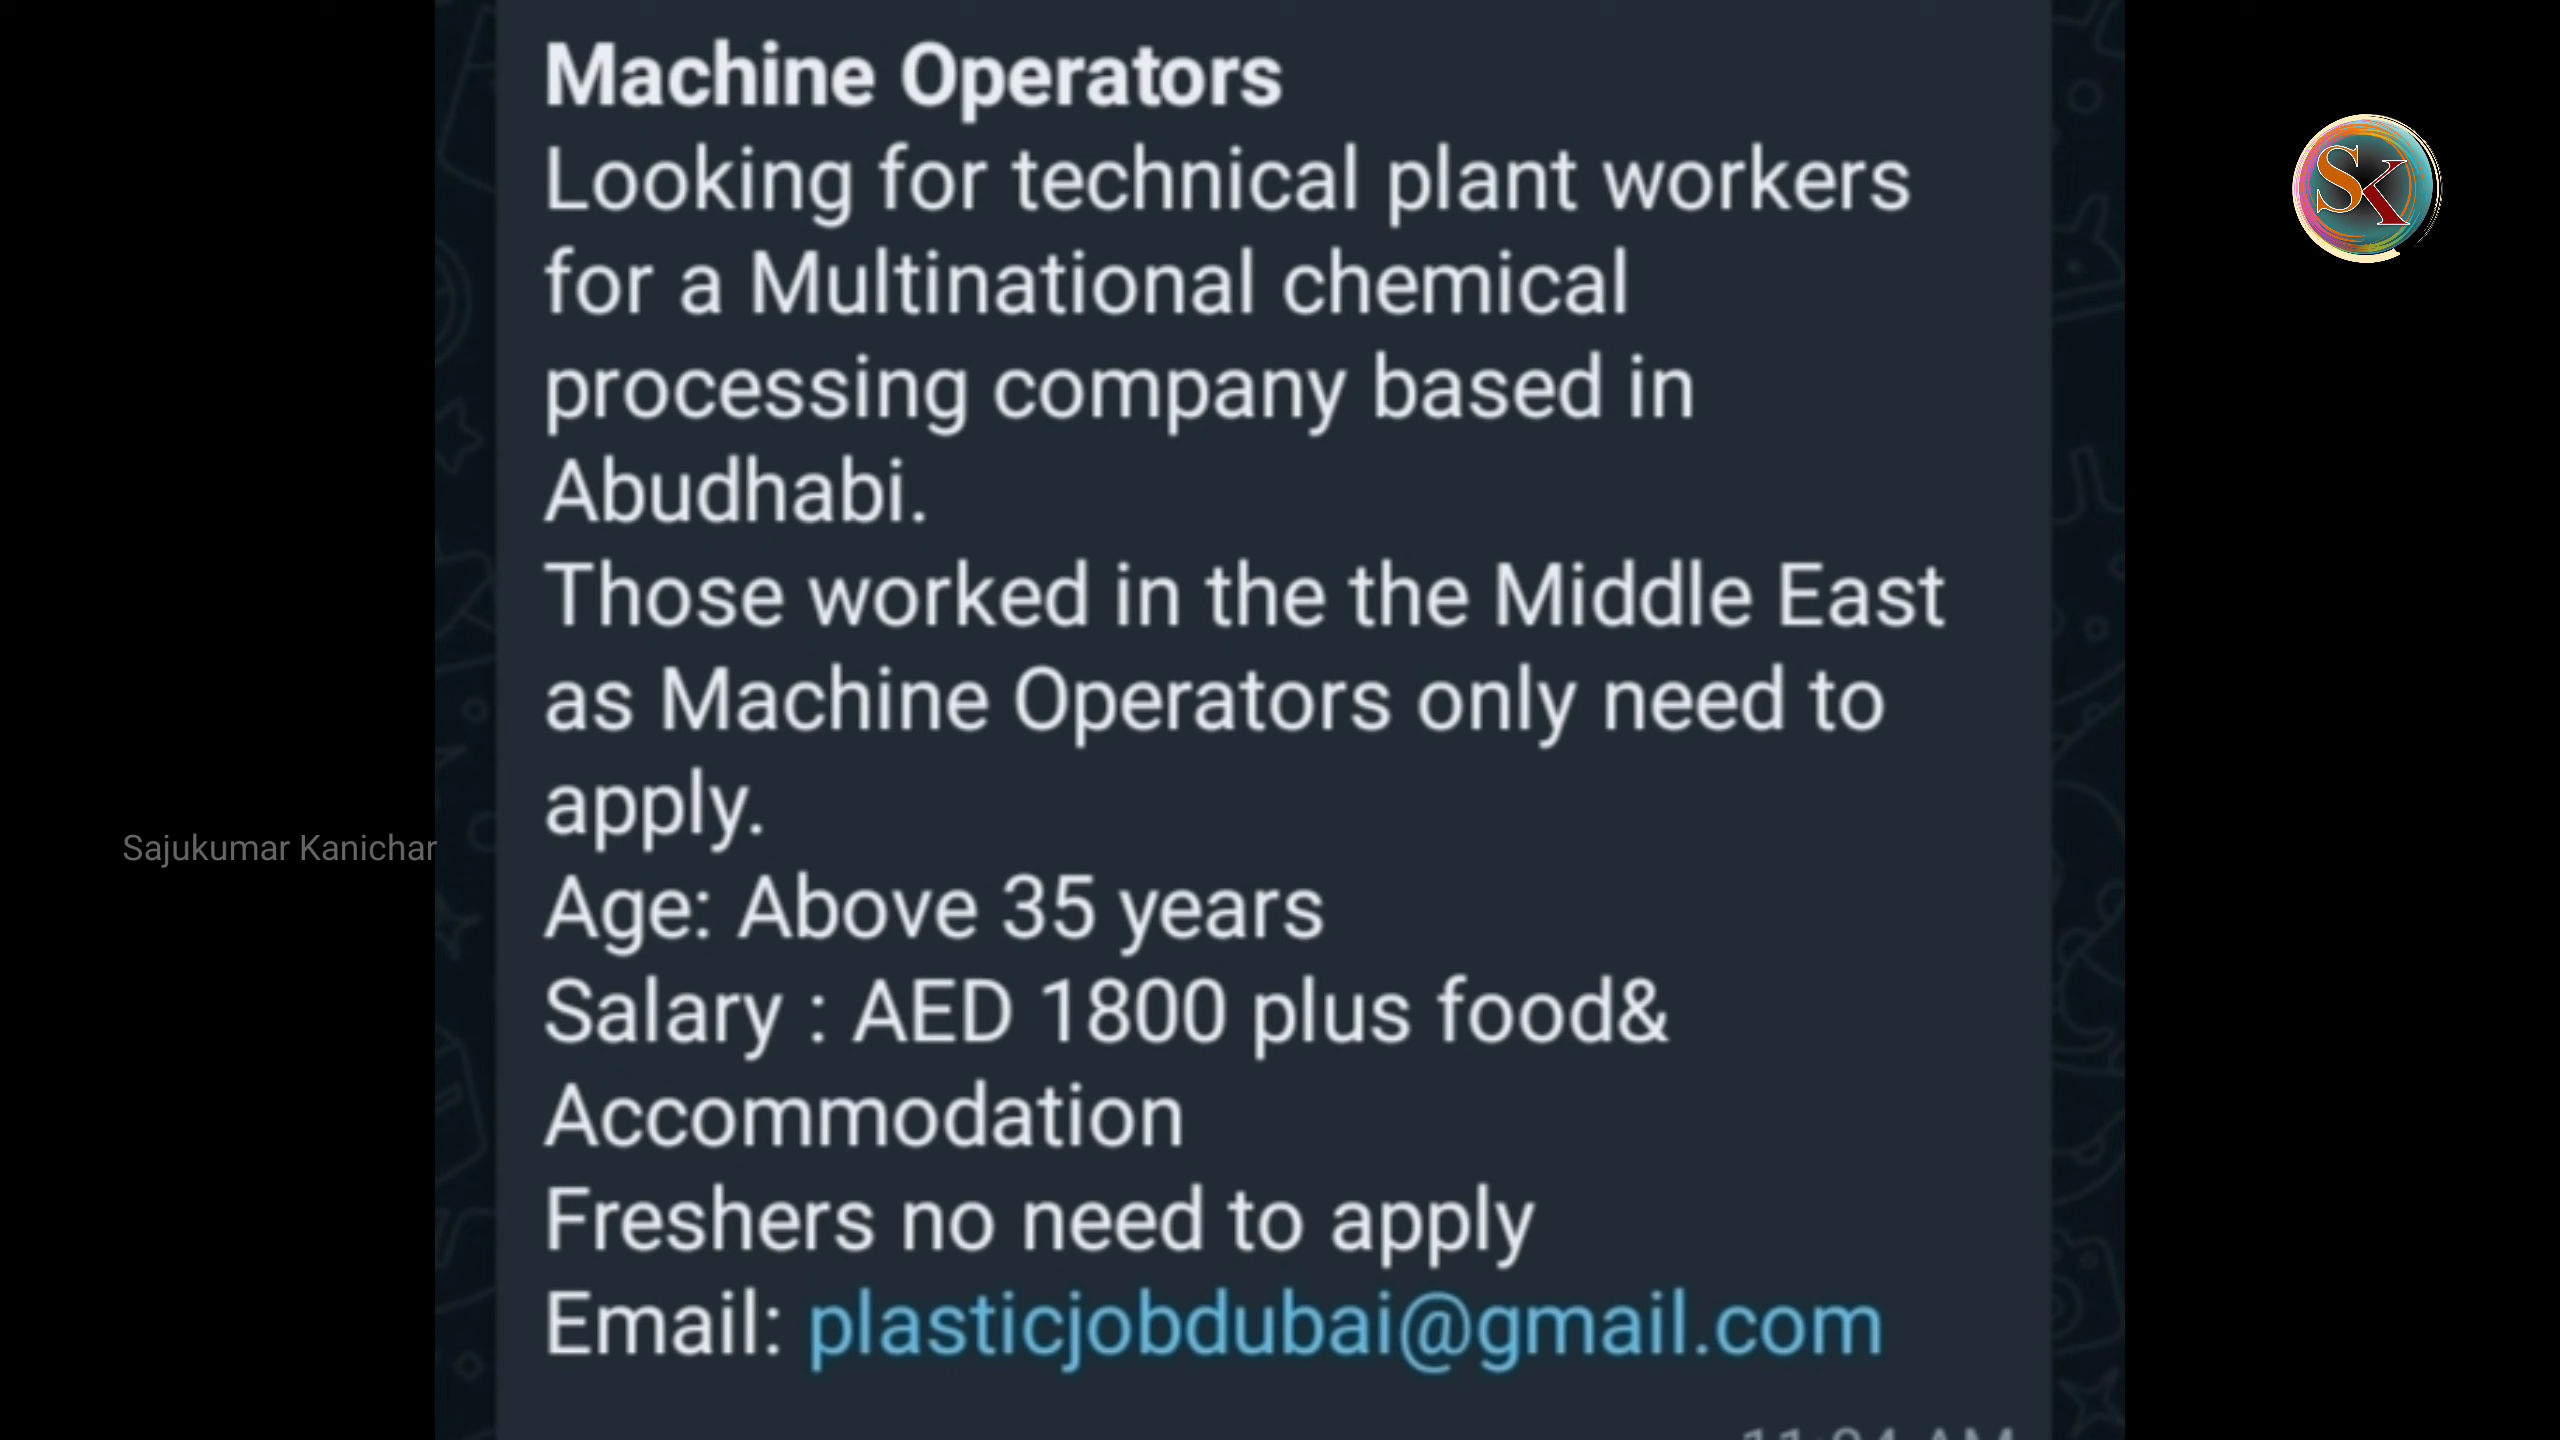 Machine Operators
Looking for technical plant workers
for a Multinational chemical
processing company based in
Abudhabi.
Those worked in the the Middle East
as Machine Operators only need to
apply.
Age: Above 35 years
Salary : AED 1800 plus food&
Accommodation
Freshers no need to apply
Email: plasticjobdubai@gmail.com
SK
Sajukumar Kanichar